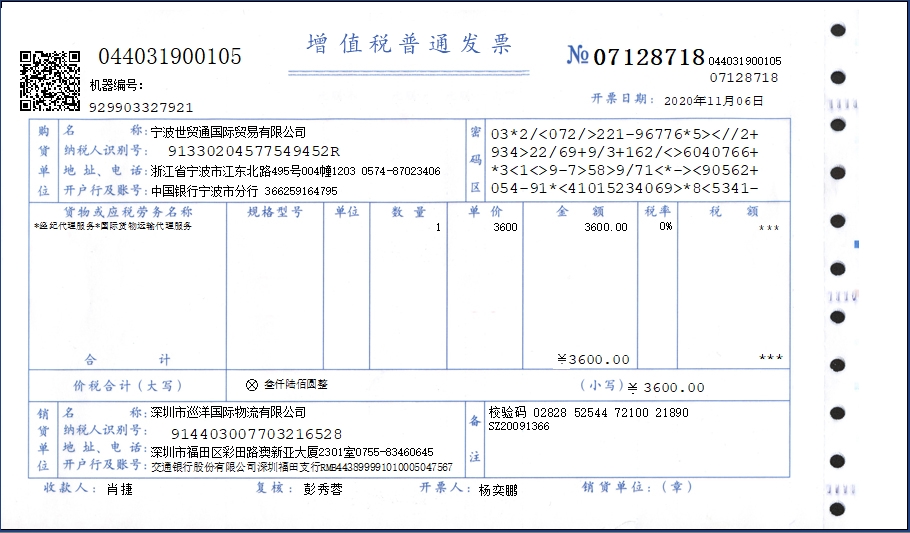 增值税普通发票
044031900105
№ 07128718 044031900105
07128718
机器编号:
929903327921
开票日期: 2020年11月06日
购货单位
名 称: 宁波世贸通国际贸易有限公司
纳税人识别号: 91330204577549452R
地 址、电 话: 浙江省宁波市江东北路495号004幢1203 0574-87023406
开户行及账号: 中国银行宁波市分行 366259164795
密码区
03*2/<072/>221-96776*5><//2+
934>22/69+9/3+162/<>6040766+
*3<1<>9-7>58>9/71<*-><90562+
054-91*<41015234069>*8<5341-
货物或应税劳务名称 规格型号 单位 数 量 单 价 金 额 税率 税 额
*经纪代理服务*国际货物运输代理服务 1 3600 3600.00 0% ***
合 计 ¥3600.00 ***
价税合计（大写） ⊗ 叁仟陆佰圆整 （小写）¥ 3600.00
销货单位
名 称: 深圳市巡洋国际物流有限公司
纳税人识别号: 914403007703216528
地 址、电 话: 深圳市福田区彩田路澳新亚大厦2301室0755-83460645
开户行及账号: 交通银行股份有限公司深圳福田支行RMB443899991010005047567
备注
校验码 02828 52544 72100 21890
SZ20091366
收款人: 肖捷 复核: 彭秀蓉 开票人: 杨奕鹏 销货单位:（章）